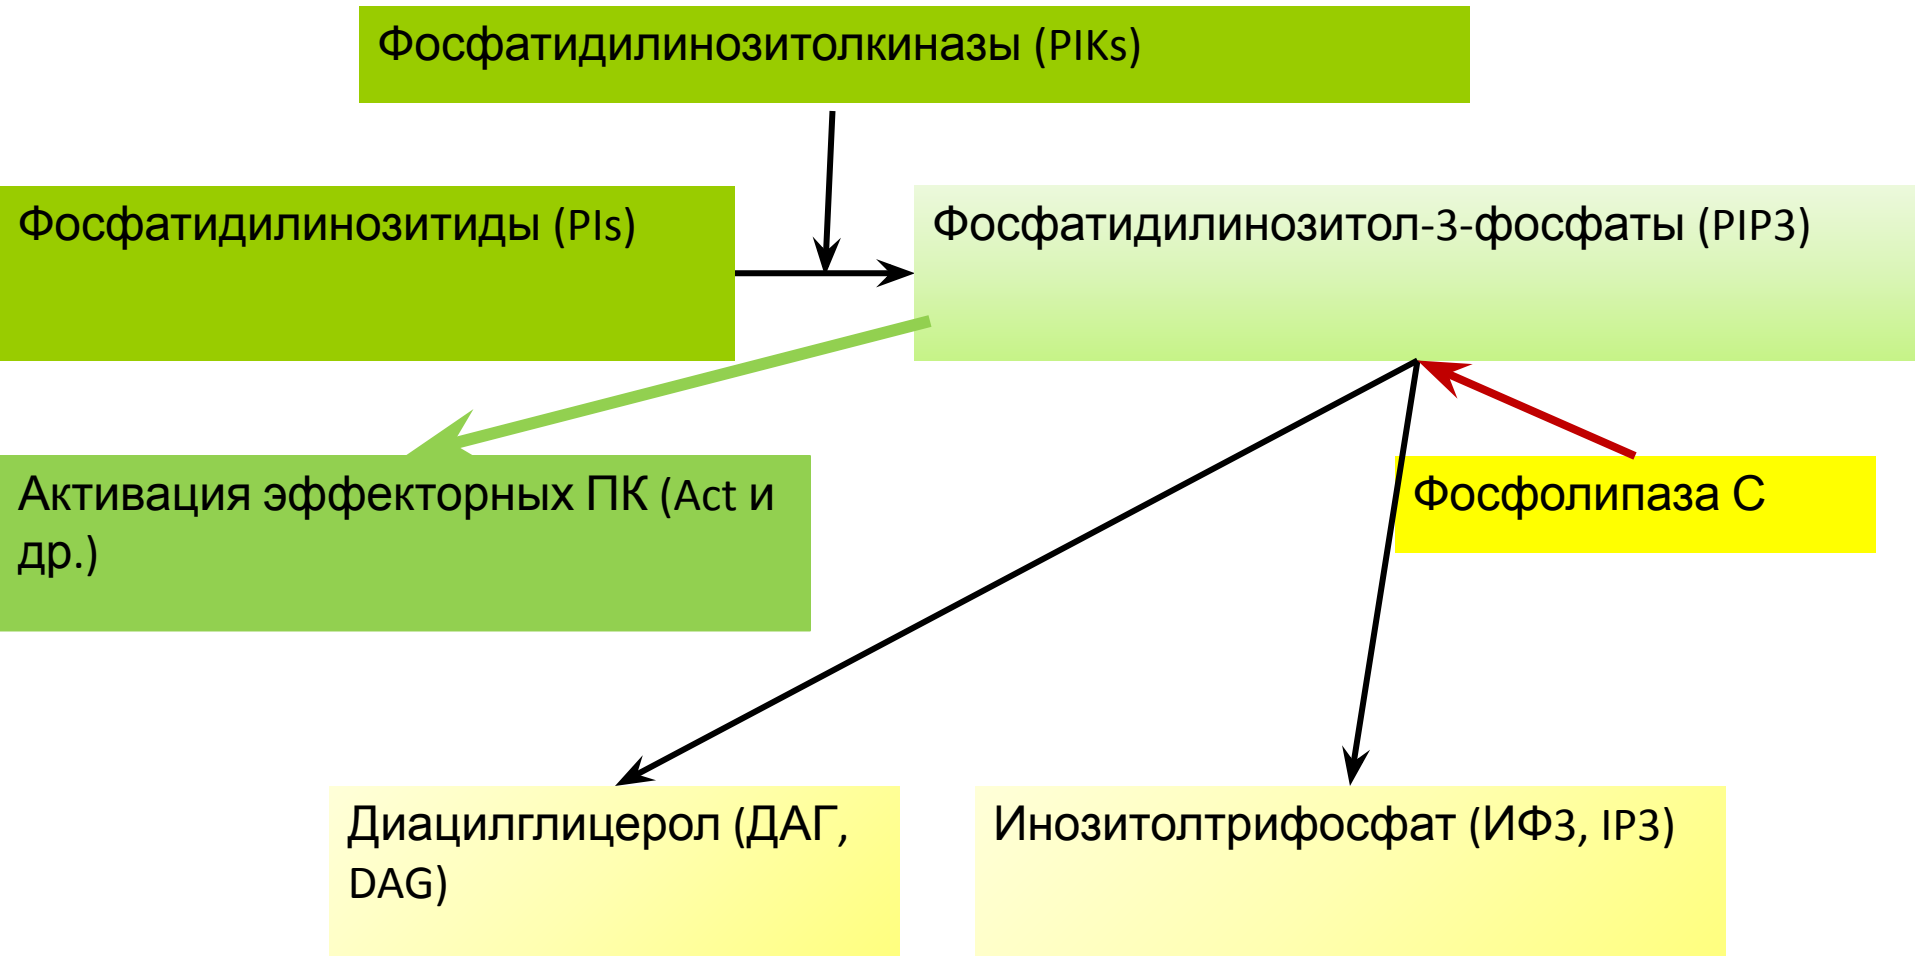 Фосфатидилинозитолкиназы (PIKs)
Фосфатидилинозитиды (PIs)
Фосфатидилинозитол-3-фосфаты (PIP3)
Активация эффекторных ПК (Act и
др.)
Фосфолипаза С
Диацилглицерол (ДАГ,
DAG)
Инозитолтрифосфат (ИФ3, IP3)